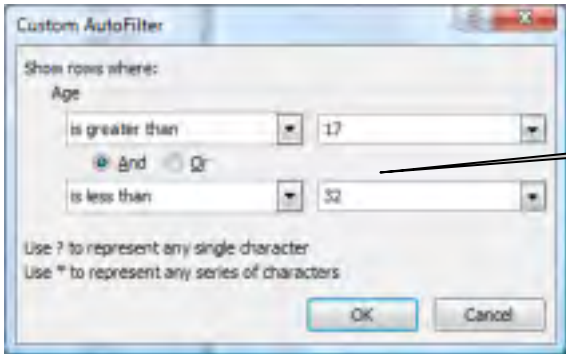 Custom AutoFilter
Show rows where:
Age
is greater than 17
And Or
is less than 32
Use ? to represent any single character
Use * to represent any series of characters
OK Cancel